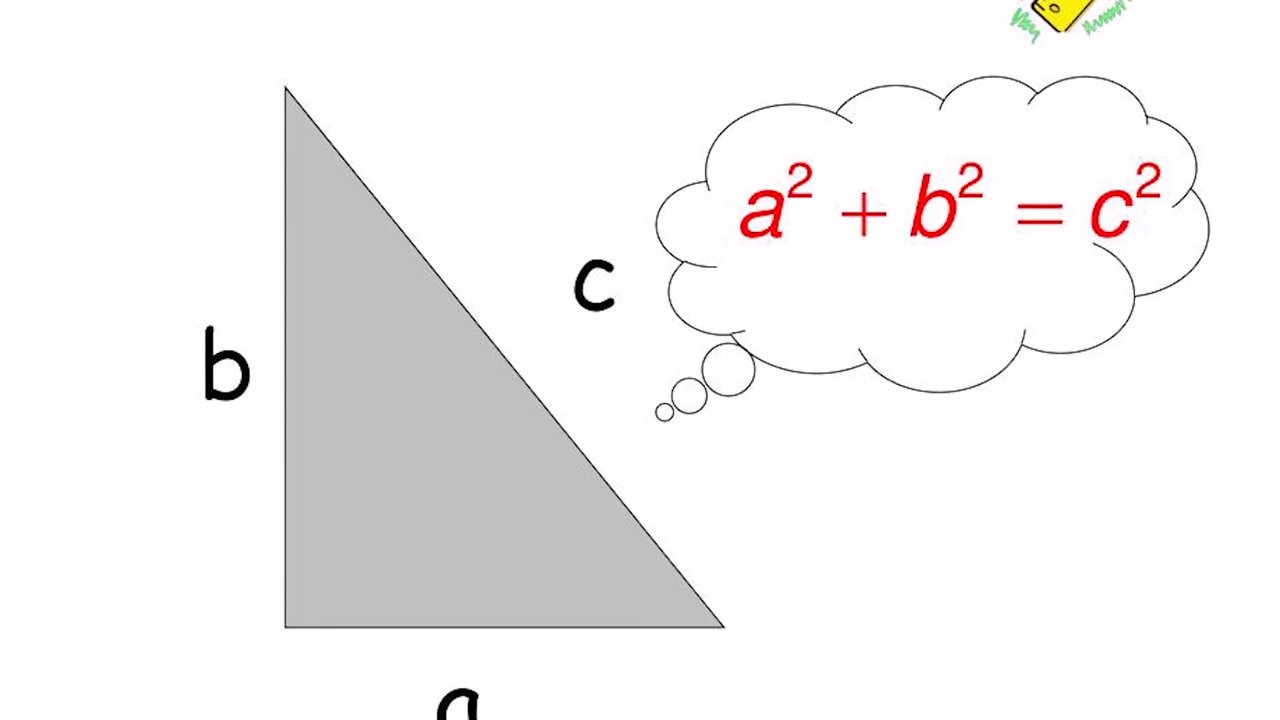 a² + b² = c²
c
b
a